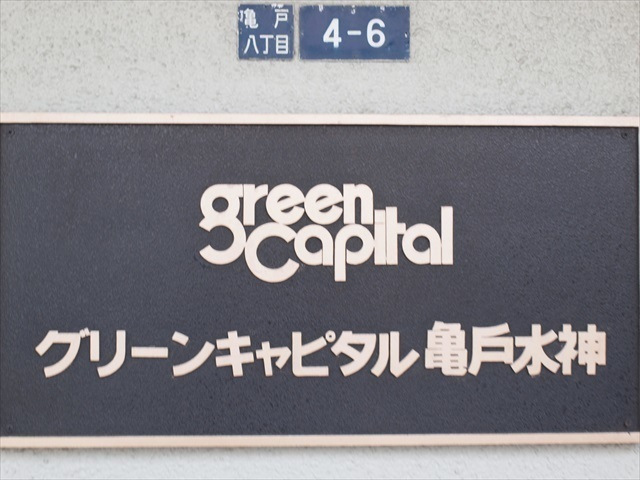 亀戸
八丁目
4-6
green
capital
グリーンキャピタル亀戸水神